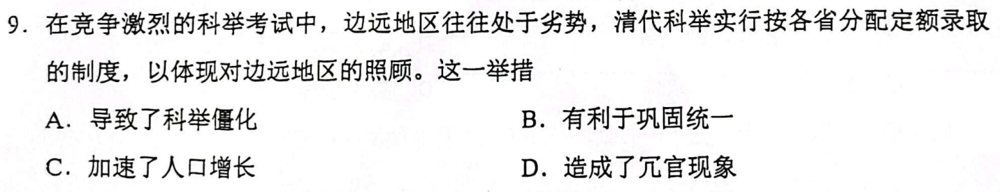 9. 在竞争激烈的科举考试中，边远地区往往处于劣势，清代科举实行按各省分配定额录取
的制度，以体现对边远地区的照顾。这一举措
A. 导致了科举僵化 B. 有利于巩固统一
C. 加速了人口增长 D. 造成了冗官现象